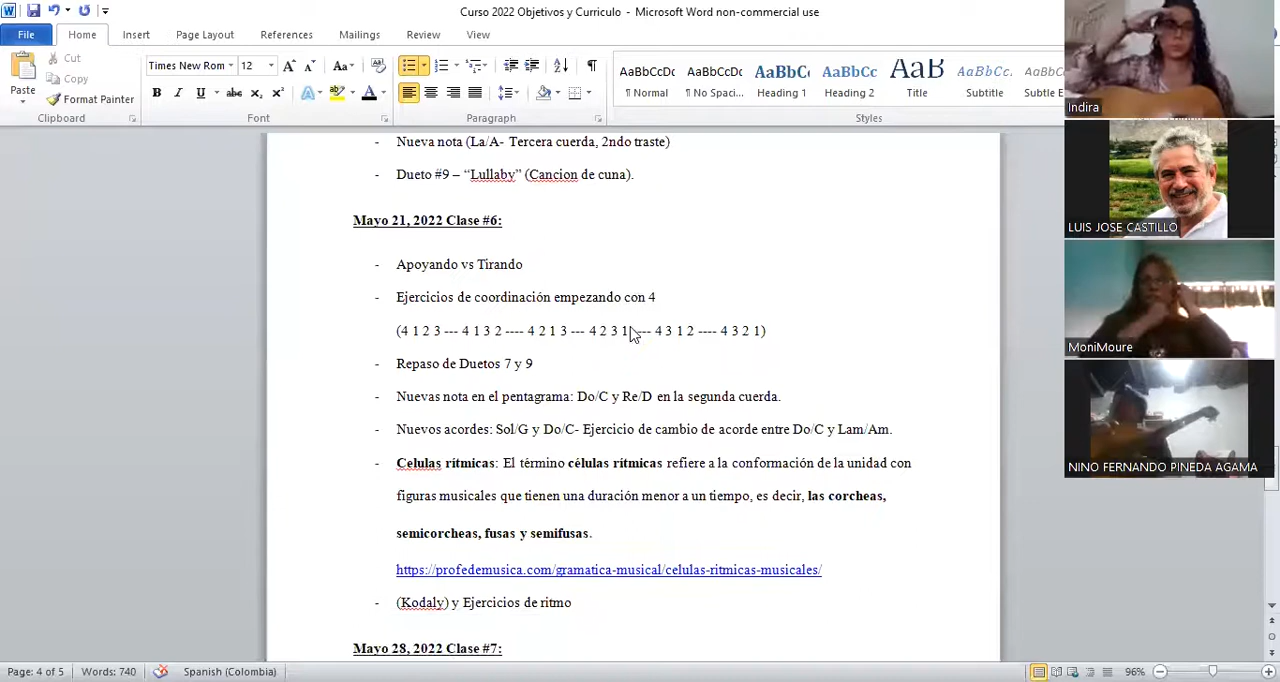 Curso 2022 Objetivos y Curriculo - Microsoft Word non-commercial use
File Home Insert Page Layout References Mailings Review View
Paste
Cut
Copy
Format Painter
Clipboard
Times New Rom 12
Font
Paragraph
AaBbCcDc AaBbCcDc AaBbC AaBbCc AaB AaBbCc. AaBbC
¶ Normal ¶ No Spaci... Heading 1 Heading 2 Title Subtitle Subtle E
Styles
- Nueva nota (La/A- Tercera cuerda, 2ndo traste)
- Dueto #9 – “Lullaby” (Cancion de cuna).
Mayo 21, 2022 Clase #6:
- Apoyando vs Tirando
- Ejercicios de coordinación empezando con 4
(4 1 2 3 --- 4 1 3 2 ---- 4 2 1 3 --- 4 2 3 1 --- 4 3 1 2 ---- 4 3 2 1)
- Repaso de Duetos 7 y 9
- Nuevas nota en el pentagrama: Do/C y Re/D en la segunda cuerda.
- Nuevos acordes: Sol/G y Do/C- Ejercicio de cambio de acorde entre Do/C y Lam/Am.
- Celulas rítmicas: El término células rítmicas refiere a la conformación de la unidad con
figuras musicales que tienen una duración menor a un tiempo, es decir, las corcheas,
semicorcheas, fusas y semifusas.
https://profedemusica.com/gramatica-musical/celulas-ritmicas-musicales/
- (Kodaly) y Ejercicios de ritmo
Mayo 28, 2022 Clase #7:
Page: 4 of 5 Words: 740 Spanish (Colombia) 96%
Indira
LUIS JOSE CASTILLO
MoniMoure
NINO FERNANDO PINEDA AGAMA